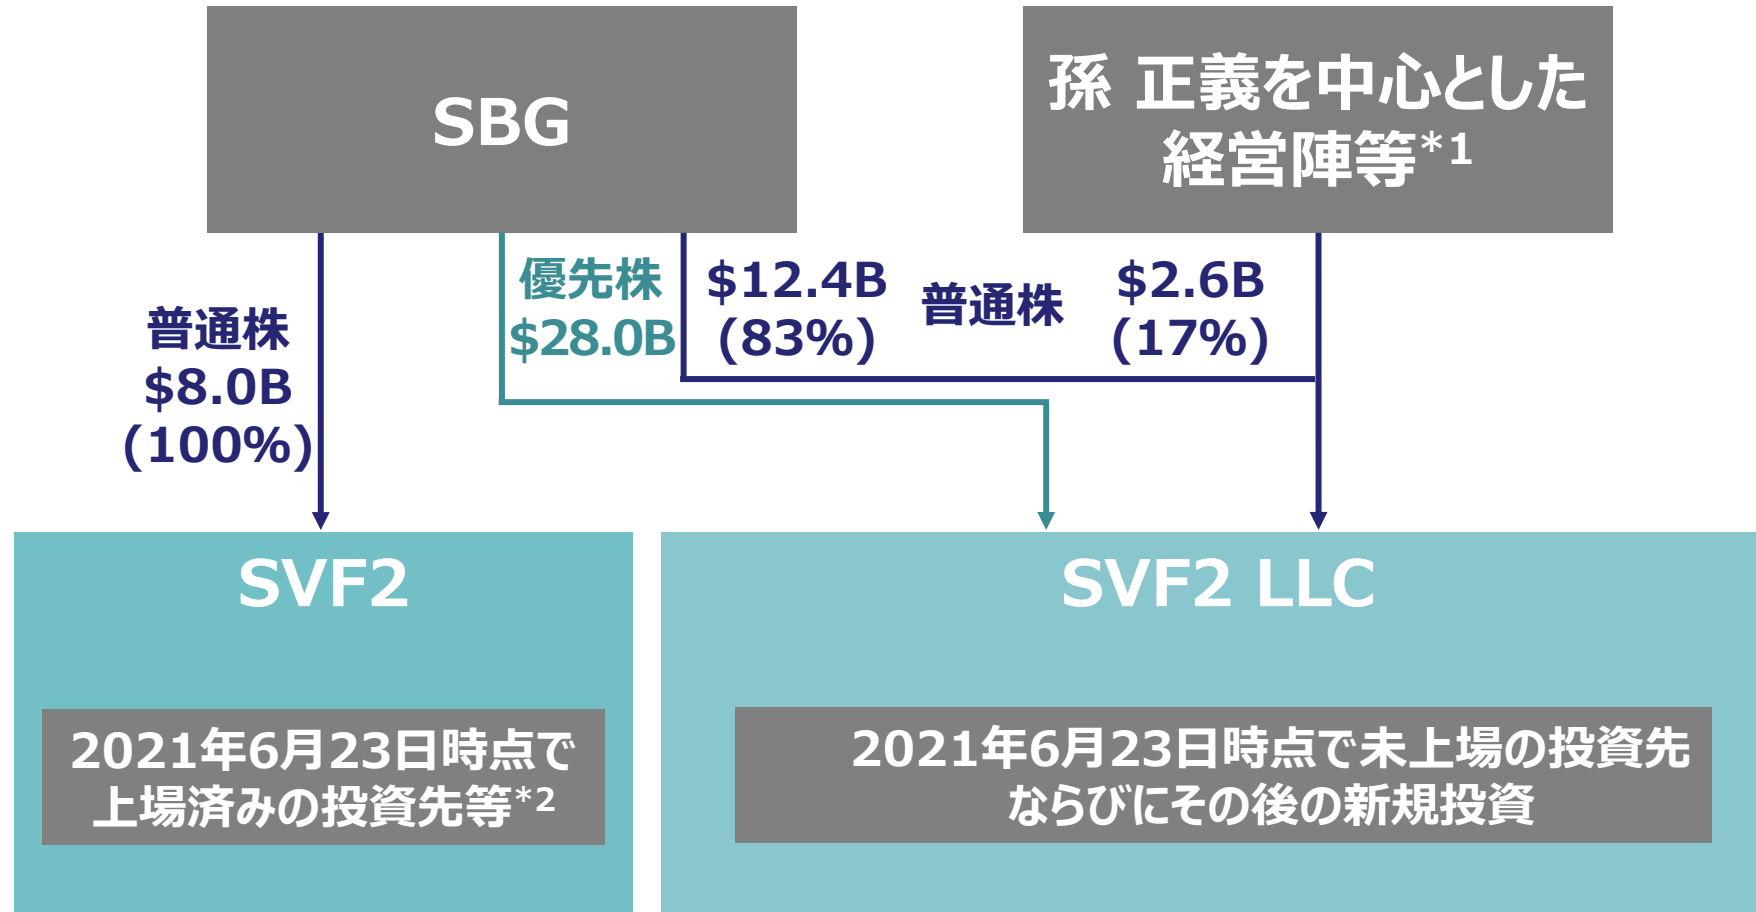 SBG
孫 正義を中心とした
経営陣等*1
普通株
$8.0B
(100%)
優先株
$28.0B
$12.4B
(83%)
普通株
$2.6B
(17%)
SVF2
2021年6月23日時点で
上場済みの投資先等*2
SVF2 LLC
2021年6月23日時点で未上場の投資先
ならびにその後の新規投資